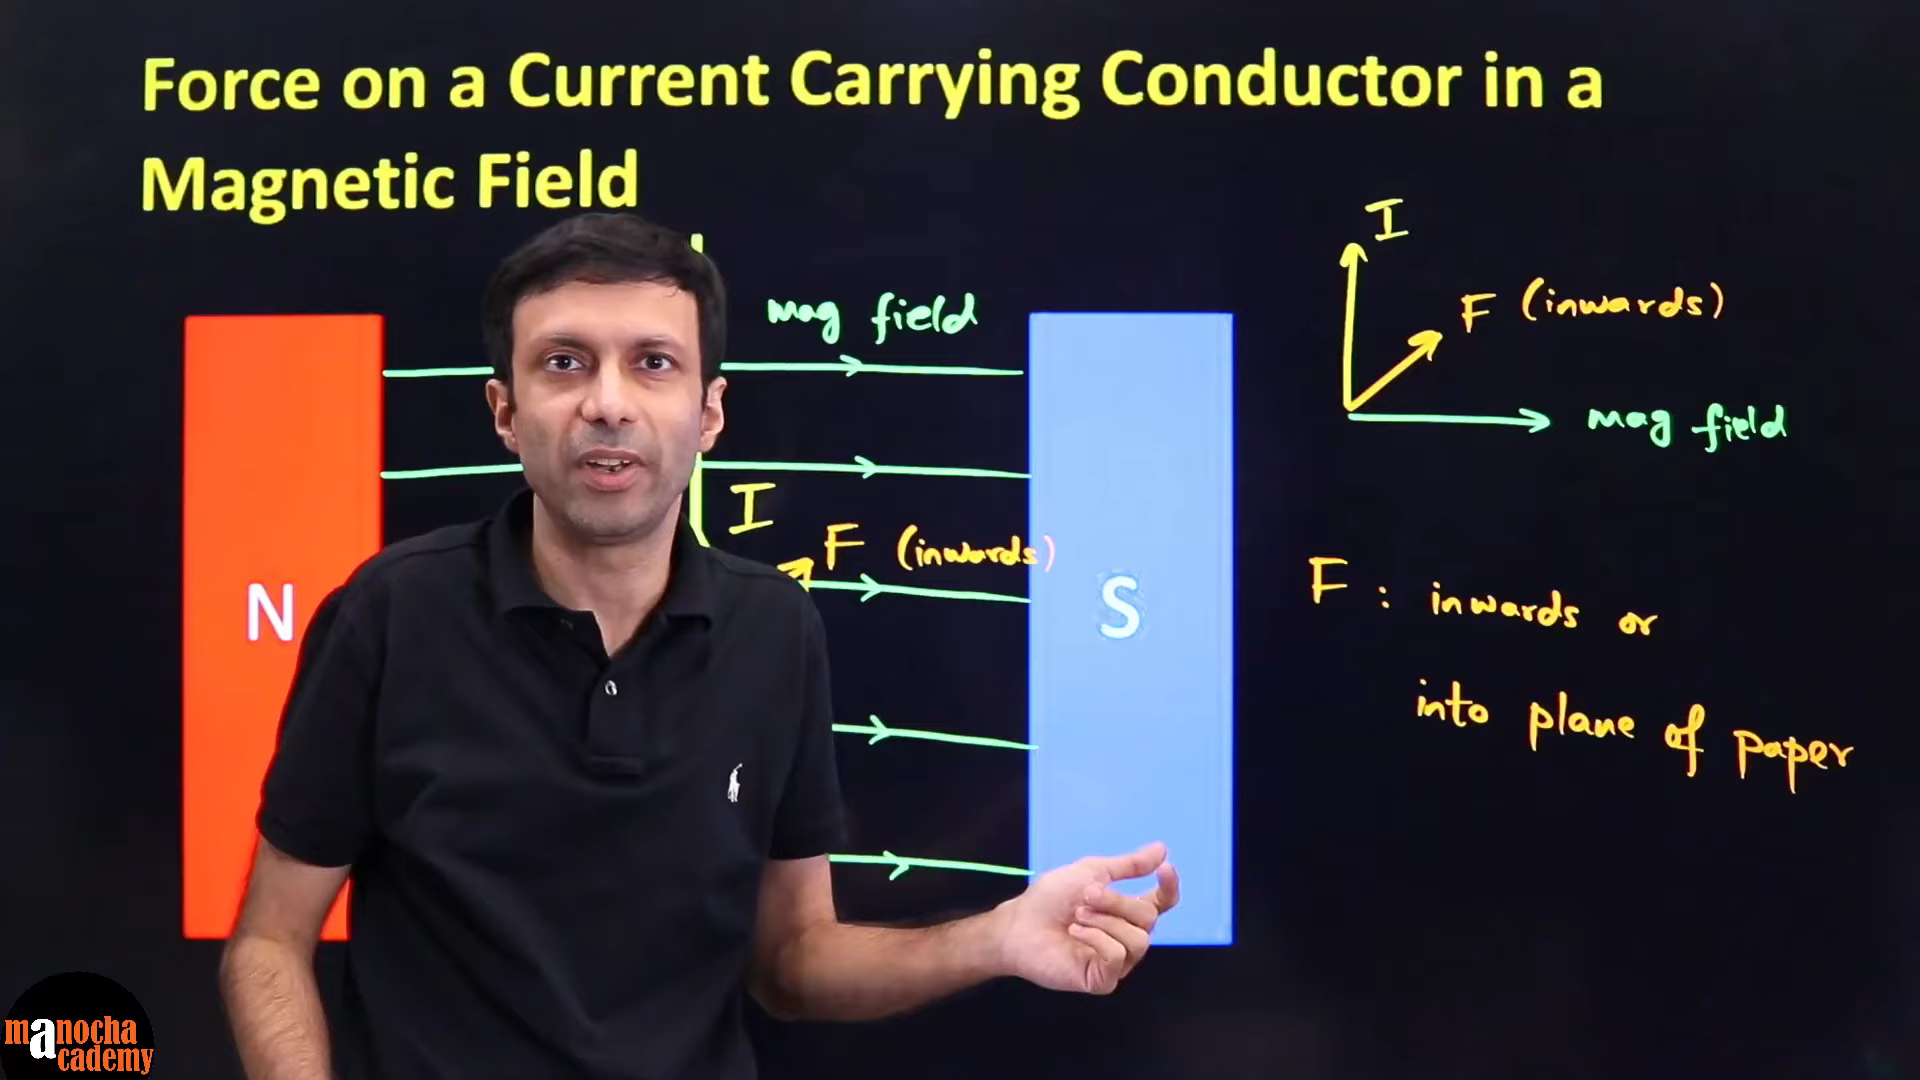 Force on a Current Carrying Conductor in a
Magnetic Field
I
mag field
F (inwards)
mag field
I
F (inwards)
N
S
F : inwards or
into plane of paper
manocha
academy